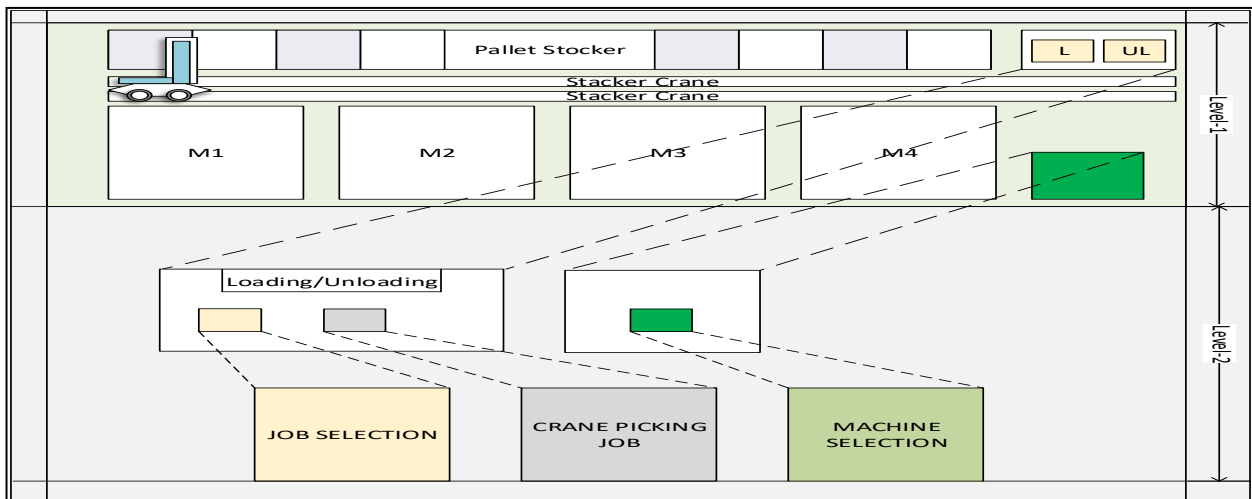 Pallet Stocker
L
UL
Stacker Crane
Stacker Crane
Level-1
M1
M2
M3
M4
Loading/Unloading
Level-2
JOB SELECTION
CRANE PICKING
JOB
MACHINE
SELECTION